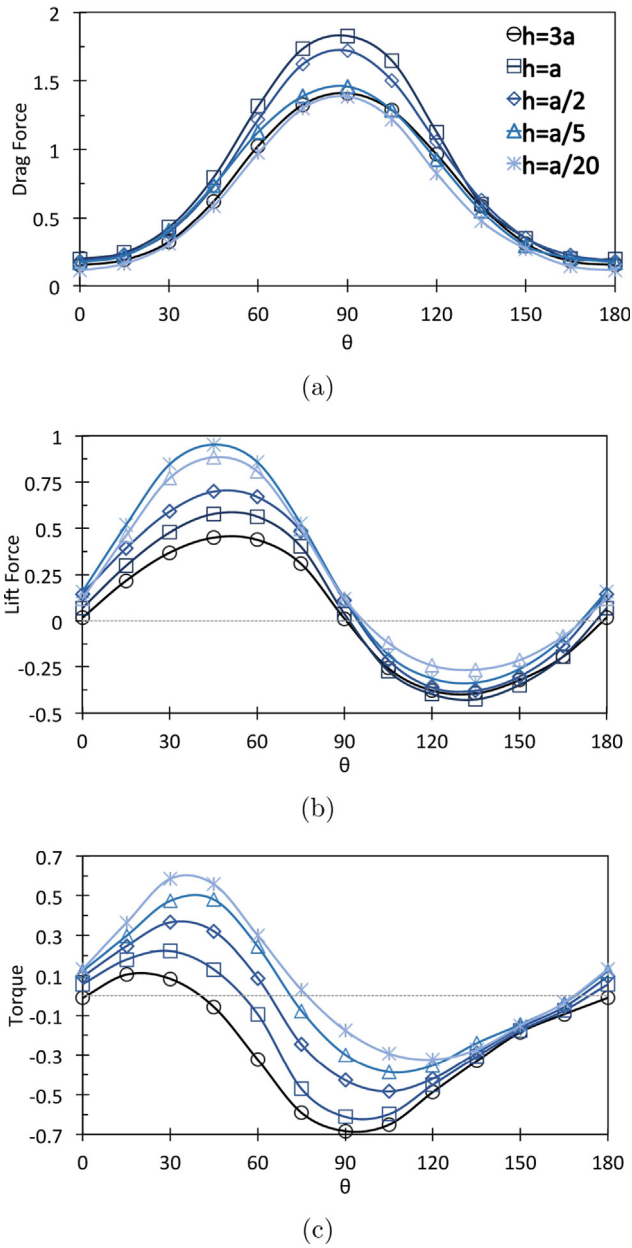 2
1.5
1
0.5
0
Drag Force
h=3a
h=a
h=a/2
h=a/5
h=a/20
0 30 60 90 120 150 180
θ
(a)
1
0.75
0.5
0.25
0
-0.25
-0.5
Lift Force
0 30 60 90 120 150 180
θ
(b)
0.7
0.5
0.3
0.1
-0.1
-0.3
-0.5
-0.7
Torque
0 30 60 90 120 150 180
θ
(c)